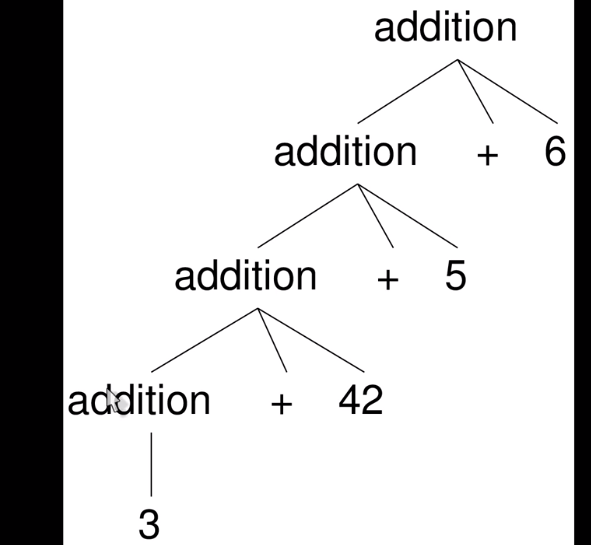 addition
addition + 6
addition + 5
addition + 42
3